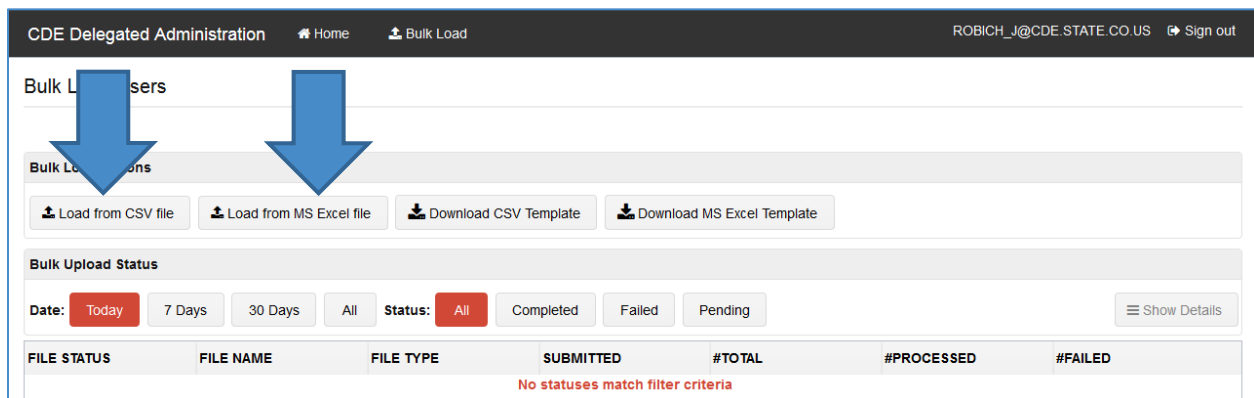 CDE Delegated Administration Home Bulk Load ROBICH_J@CDE.STATE.CO.US Sign out
Bulk L sers
Bulk Lo ons
Load from CSV file Load from MS Excel file Download CSV Template Download MS Excel Template
Bulk Upload Status
Date: Today 7 Days 30 Days All Status: All Completed Failed Pending Show Details
FILE STATUS FILE NAME FILE TYPE SUBMITTED #TOTAL #PROCESSED #FAILED
No statuses match filter criteria